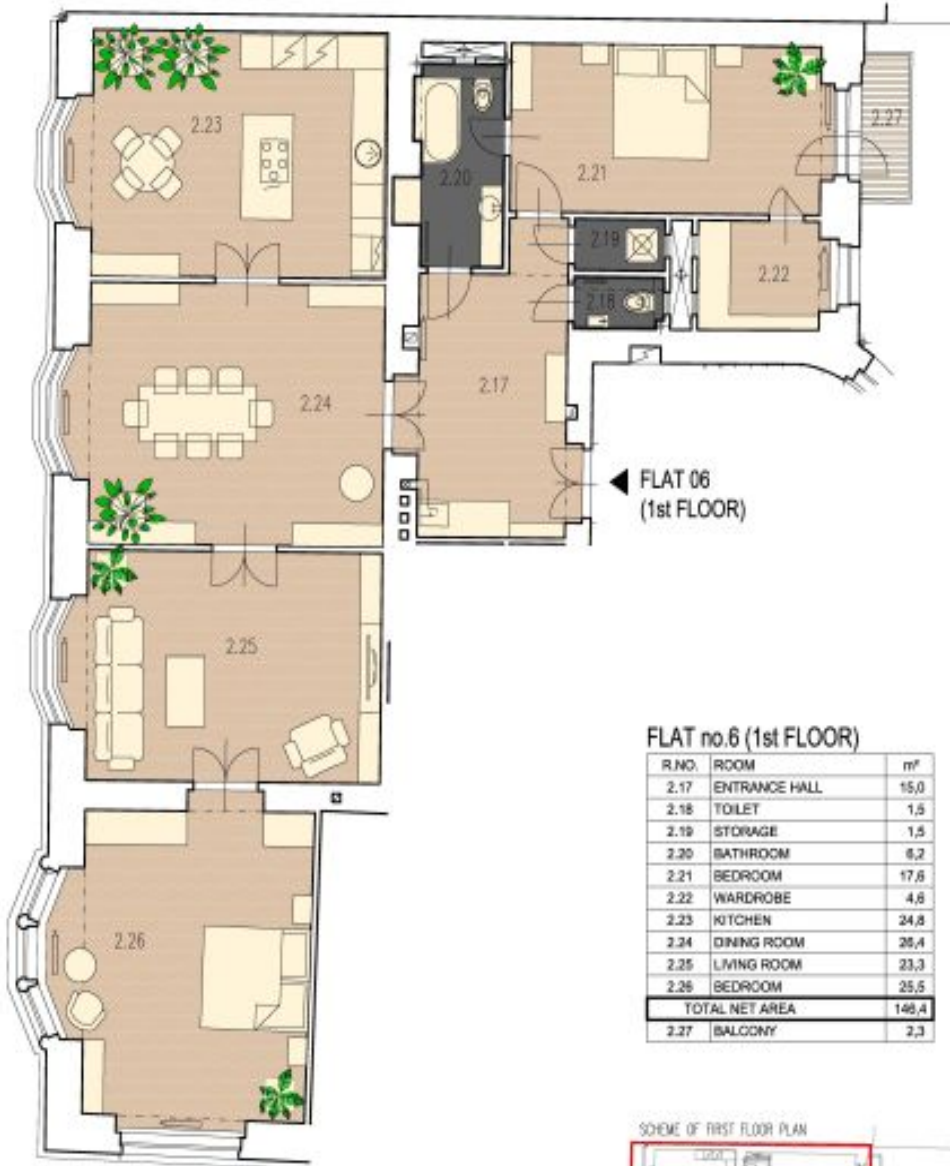 2.23
2.20
2.21
2.27
2.19
2.22
2.18
2.24
2.17
FLAT 06
(1st FLOOR)
2.25
2.26
FLAT no.6 (1st FLOOR)
R.NO. ROOM m²
2.17 ENTRANCE HALL 15,0
2.18 TOILET 1,5
2.19 STORAGE 1,5
2.20 BATHROOM 6,2
2.21 BEDROOM 17,6
2.22 WARDROBE 4,6
2.23 KITCHEN 24,8
2.24 DINING ROOM 26,4
2.25 LIVING ROOM 23,3
2.26 BEDROOM 25,5
TOTAL NET AREA 146,4
2.27 BALCONY 2,3
SCHEME OF FIRST FLOOR PLAN